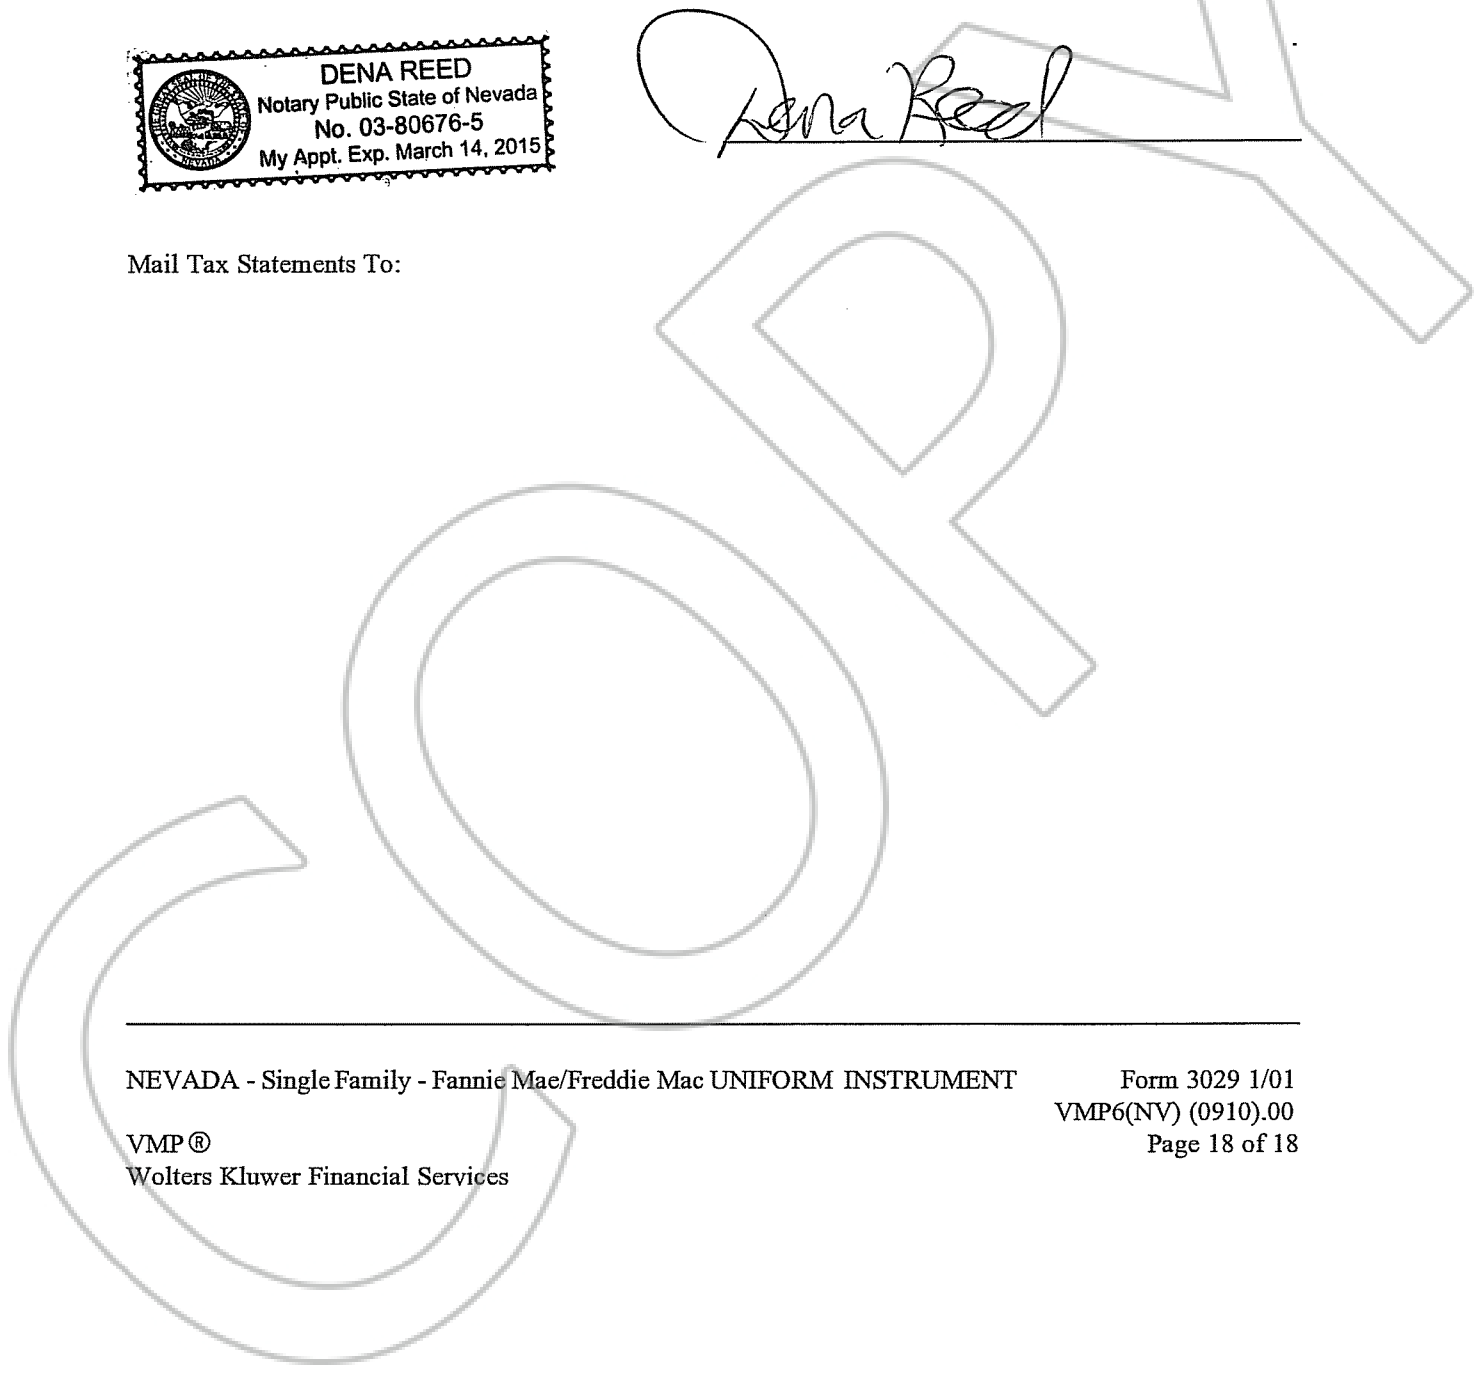 DENA REED
Notary Public State of Nevada
No. 03-80676-5
My Appt. Exp. March 14, 2015
NEVADA
Dena Reed
Mail Tax Statements To:
COPY
NEVADA - Single Family - Fannie Mae/Freddie Mac UNIFORM INSTRUMENT
Form 3029 1/01
VMP6(NV) (0910).00
VMP ®
Page 18 of 18
Wolters Kluwer Financial Services